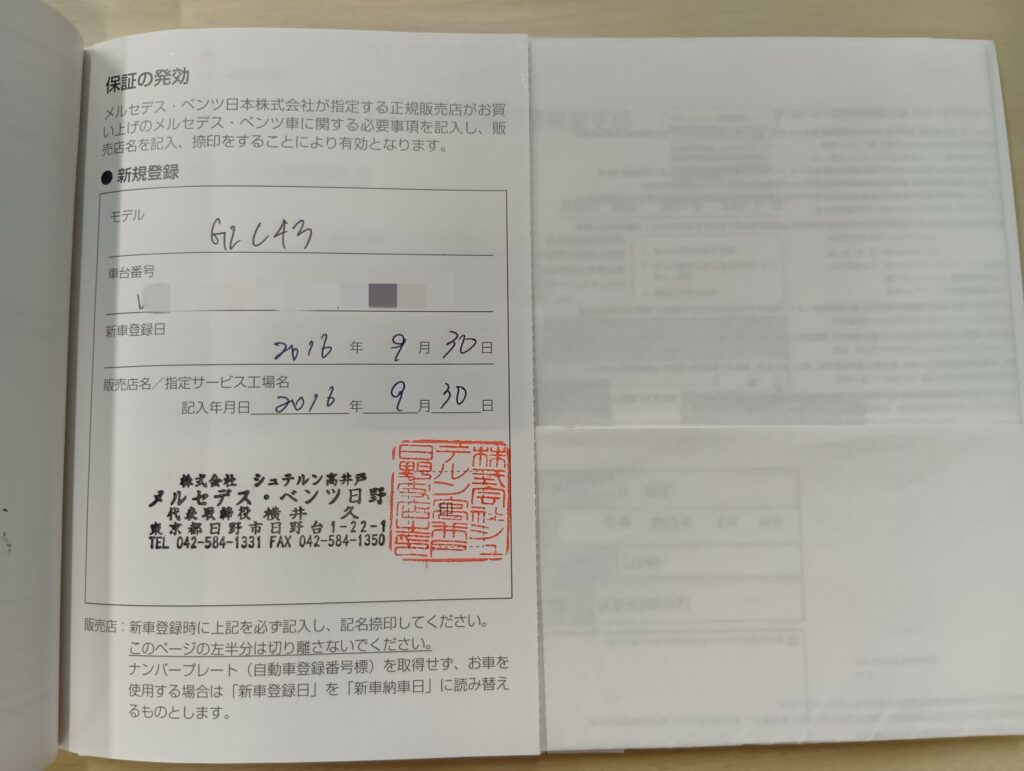 保証の発効
メルセデス・ベンツ日本株式会社が指定する正規販売店がお買
い上げのメルセデス・ベンツ車に関する必要事項を記入し、販
売店名を記入、捺印をすることにより有効となります。
● 新規登録
モデル
GLC43
車台番号
新車登録日
2016 年 9 月 30 日
販売店名／指定サービス工場名
記入年月日 2016 年 9 月 30 日
株式会社 シュテルン高井戸
メルセデス・ベンツ日野
代表取締役 横井 久
東京都日野市日野台1-22-1
TEL 042-584-1331 FAX 042-584-1350
販売店：新車登録時に上記を必ず記入し、記名捺印してください。
このページの左半分は切り離さないでください。
ナンバープレート（自動車登録番号標）を取得せず、お車を
使用する場合は「新車登録日」を「新車納車日」に読み替え
るものとします。